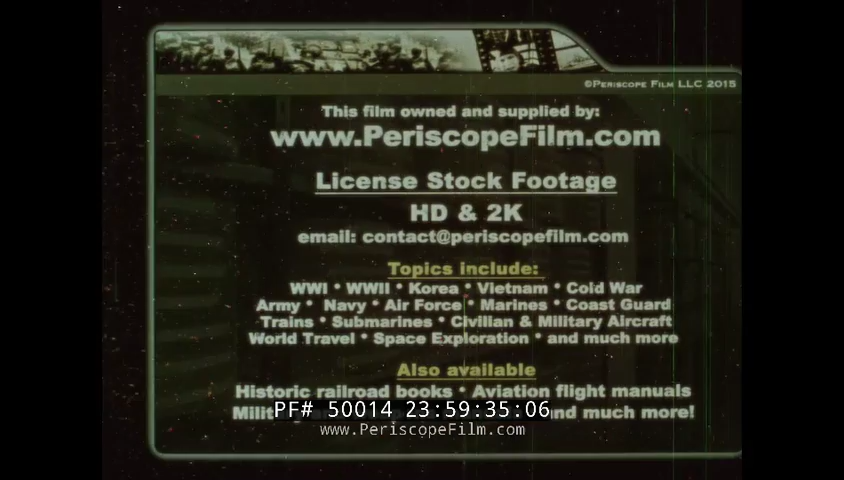 ©PERISCOPE FILM LLC 2015
This film owned and supplied by:
www.PeriscopeFilm.com
License Stock Footage
HD & 2K
email: contact@periscopefilm.com
Topics include:
WWI * WWII * Korea * Vietnam * Cold War
Army * Navy * Air Force * Marines * Coast Guard
Trains * Submarines * Civilian & Military Aircraft
World Travel * Space Exploration * and much more
Also available
Historic railroad books * Aviation flight manuals
and much more!
PF# 50014 23:59:35:06
www.PeriscopeFilm.com